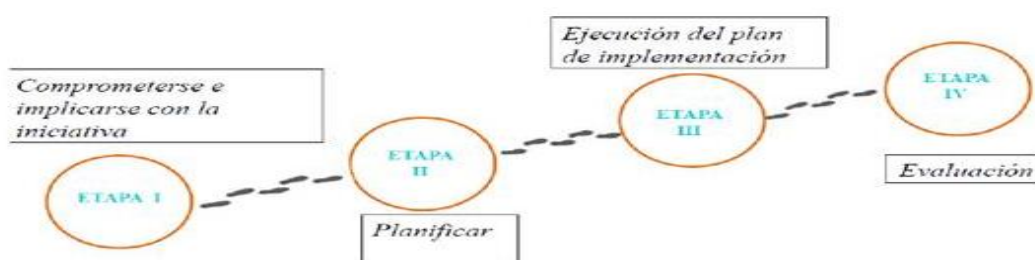 Comprometerse e
implicarse con la
iniciativa
ETAPA I
ETAPA
II
Planificar
Ejecución del plan
de implementación
ETAPA
III
ETAPA
IV
Evaluación